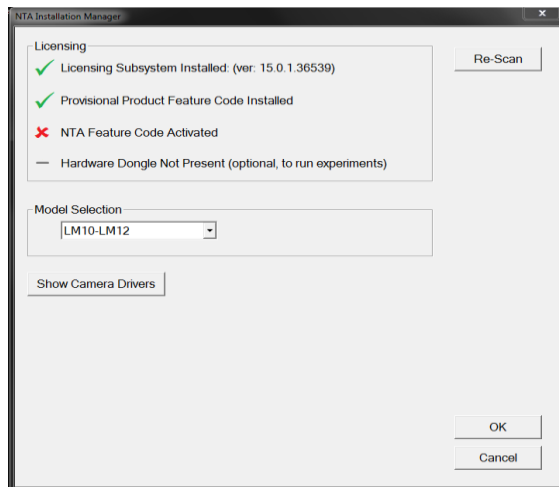 NTA Installation Manager
Licensing
Licensing Subsystem Installed: (ver: 15.0.1.36539)
Re-Scan
Provisional Product Feature Code Installed
NTA Feature Code Activated
Hardware Dongle Not Present (optional, to run experiments)
Model Selection
LM10-LM12
Show Camera Drivers
OK
Cancel